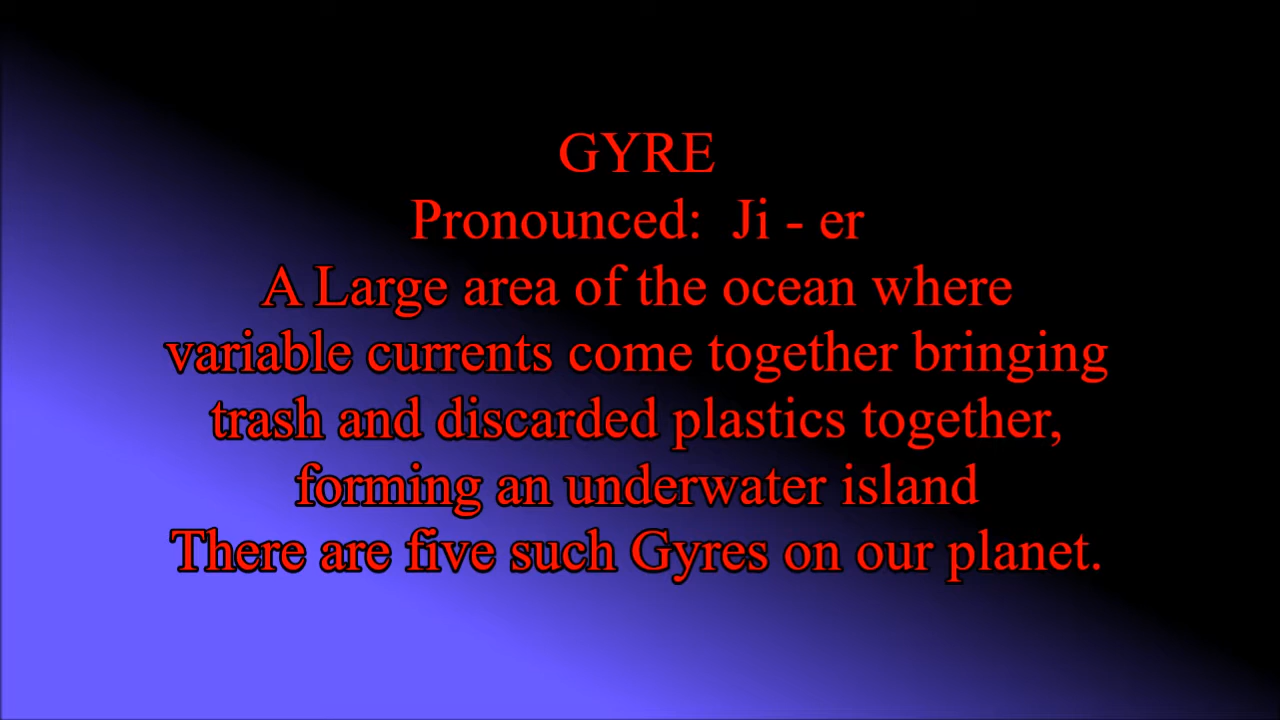 GYRE
Pronounced:  Ji - er
A Large area of the ocean where
variable currents come together bringing
trash and discarded plastics together,
forming an underwater island
There are five such Gyres on our planet.